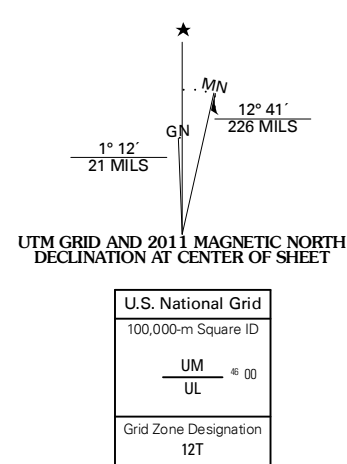 MN
12° 41´
226 MILS
GN
1° 12´
21 MILS
UTM GRID AND 2011 MAGNETIC NORTH
DECLINATION AT CENTER OF SHEET
U.S. National Grid
100,000-m Square ID
UM
46 00
UL
Grid Zone Designation
12T